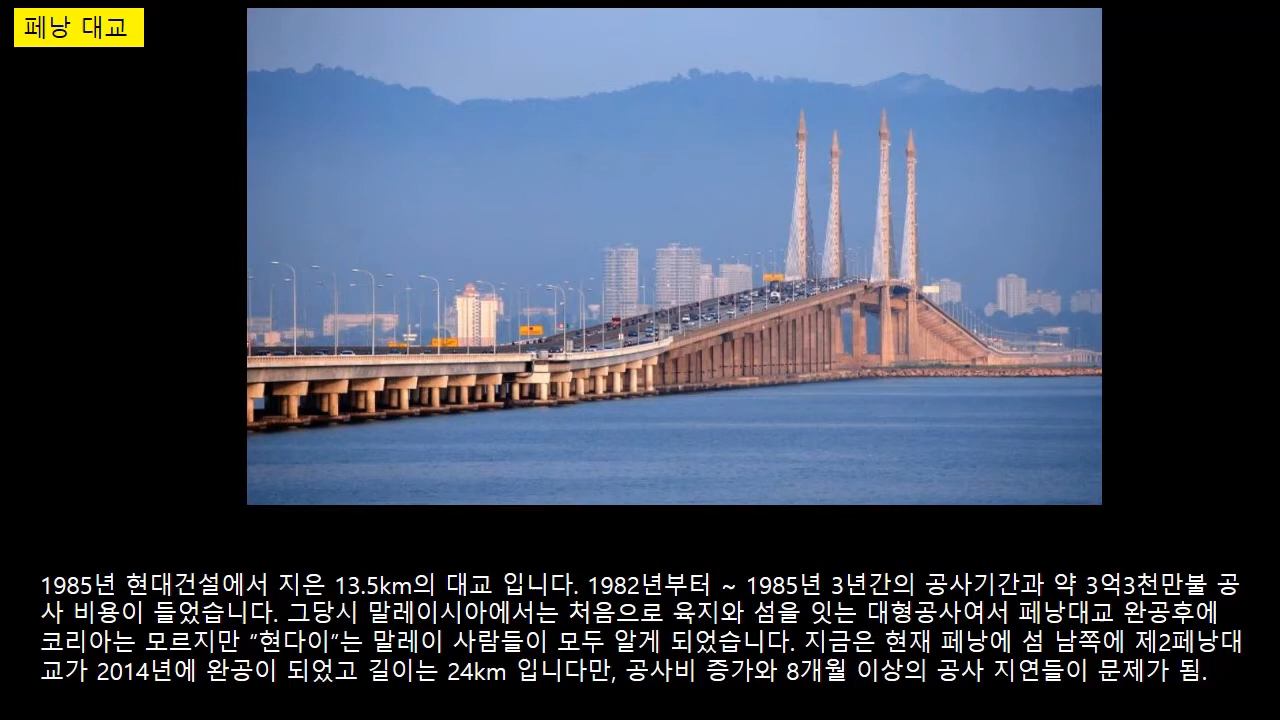 페낭 대교
1985년 현대건설에서 지은 13.5km의 대교 입니다. 1982년부터 ~ 1985년 3년간의 공사기간과 약 3억3천만불 공
사 비용이 들었습니다. 그당시 말레이시아에서는 처음으로 육지와 섬을 잇는 대형공사여서 페낭대교 완공후에
코리아는 모르지만 “현다이”는 말레이 사람들이 모두 알게 되었습니다. 지금은 현재 페낭에 섬 남쪽에 제2페낭대
교가 2014년에 완공이 되었고 길이는 24km 입니다만, 공사비 증가와 8개월 이상의 공사 지연들이 문제가 됨.